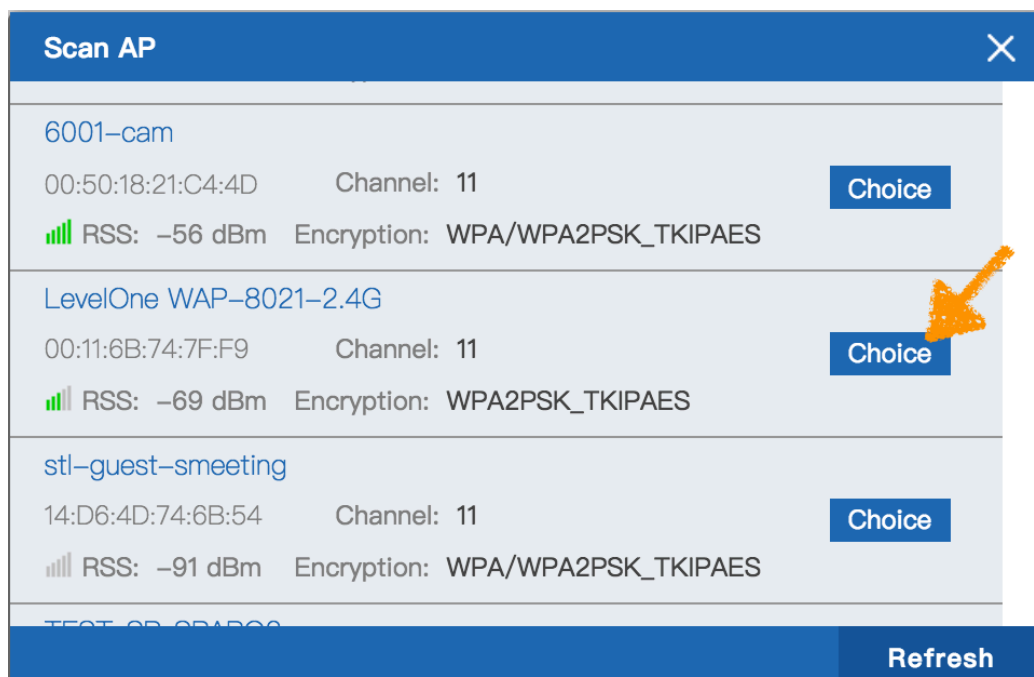 Scan AP
6001-cam
00:50:18:21:C4:4D Channel: 11
Choice
RSS: -56 dBm Encryption: WPA/WPA2PSK_TKIPAES
LevelOne WAP-8021-2.4G
00:11:6B:74:7F:F9 Channel: 11
Choice
RSS: -69 dBm Encryption: WPA2PSK_TKIPAES
stl-guest-smeeting
14:D6:4D:74:6B:54 Channel: 11
Choice
RSS: -91 dBm Encryption: WPA/WPA2PSK_TKIPAES
Refresh